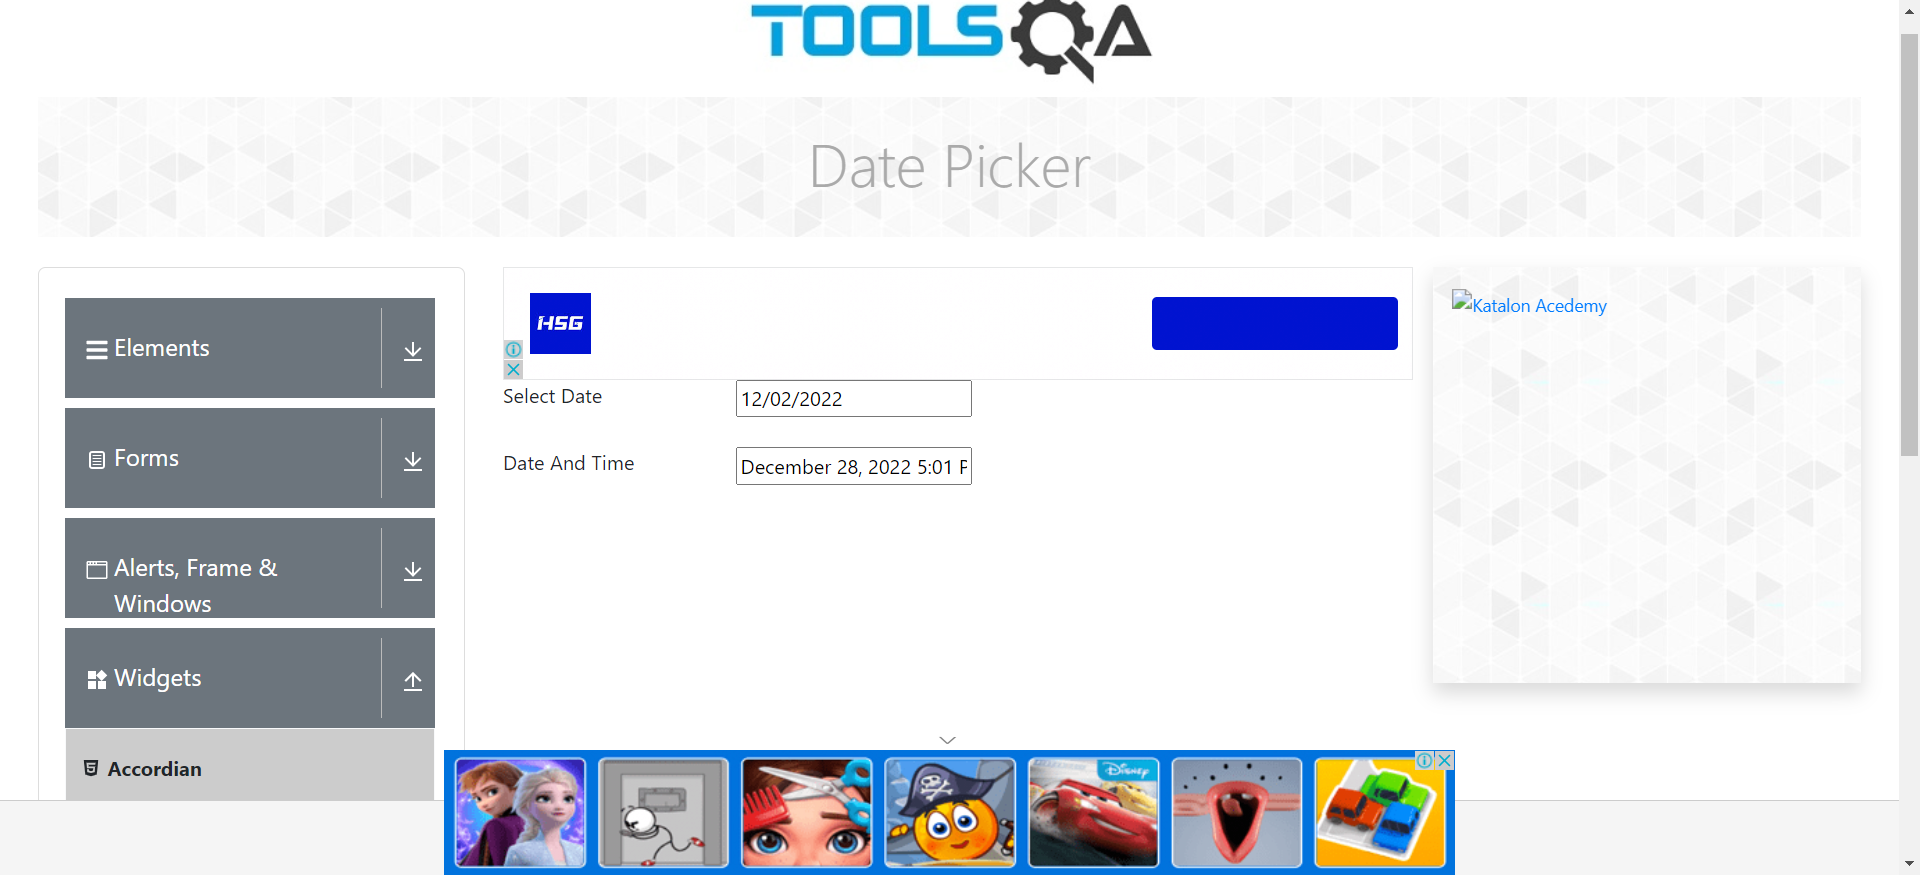 TOOLSQA
Date Picker
Elements
Forms
Alerts, Frame &
Windows
Widgets
Accordian
HSG
Select Date
12/02/2022
Date And Time
December 28, 2022 5:01 P
Katalon Acedemy
Disney